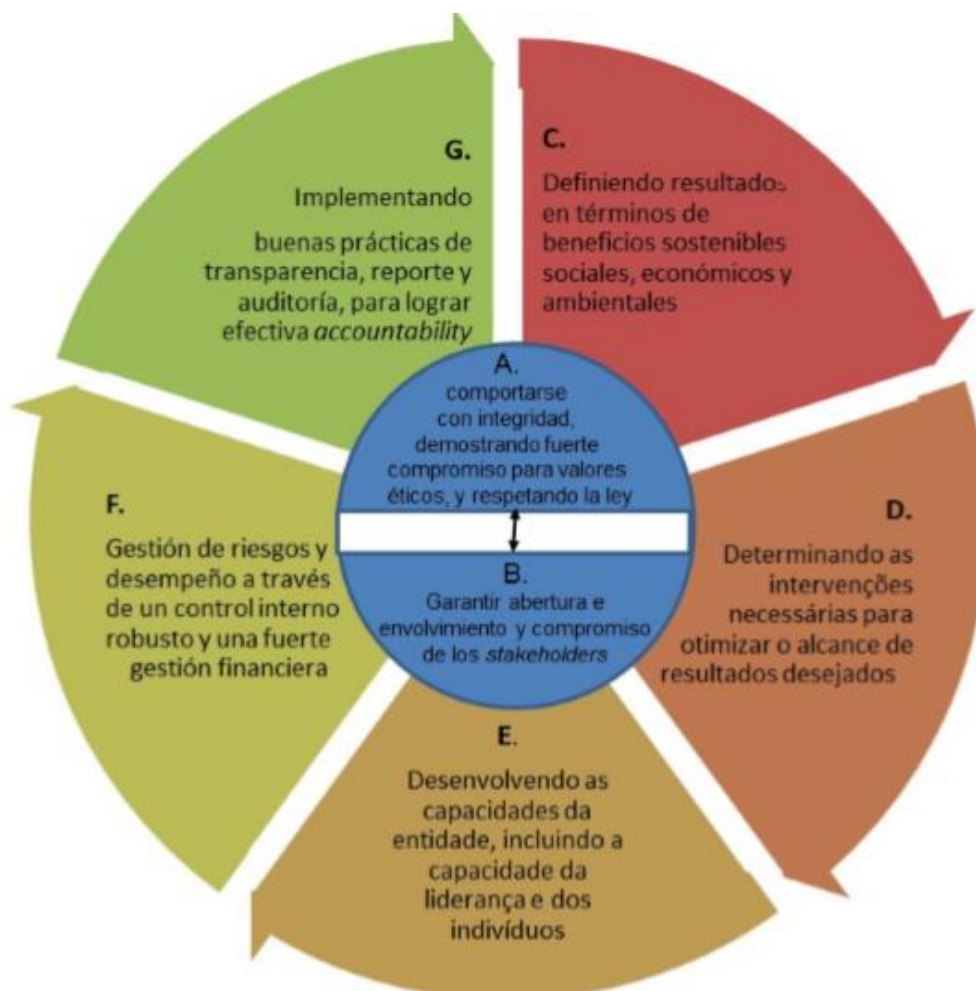 A.
comportarse
con integridad,
demostrando fuerte
compromiso para valores
éticos, y respetando la ley
B.
Garantir abertura e
envolvimiento y compromiso
de los stakeholders
C.
Definiendo resultados
en términos de
beneficios sostenibles
sociales, económicos y
ambientales
D.
Determinando as
intervenções
necessárias para
otimizar o alcance de
resultados desejados
E.
Desenvolvendo as
capacidades da
entidade, incluindo a
capacidade da
liderança e dos
indivíduos
F.
Gestión de riesgos y
desempeño a través
de un control interno
robusto y una fuerte
gestión financiera
G.
Implementando
buenas prácticas de
transparencia, reporte y
auditoría, para lograr
efectiva accountability